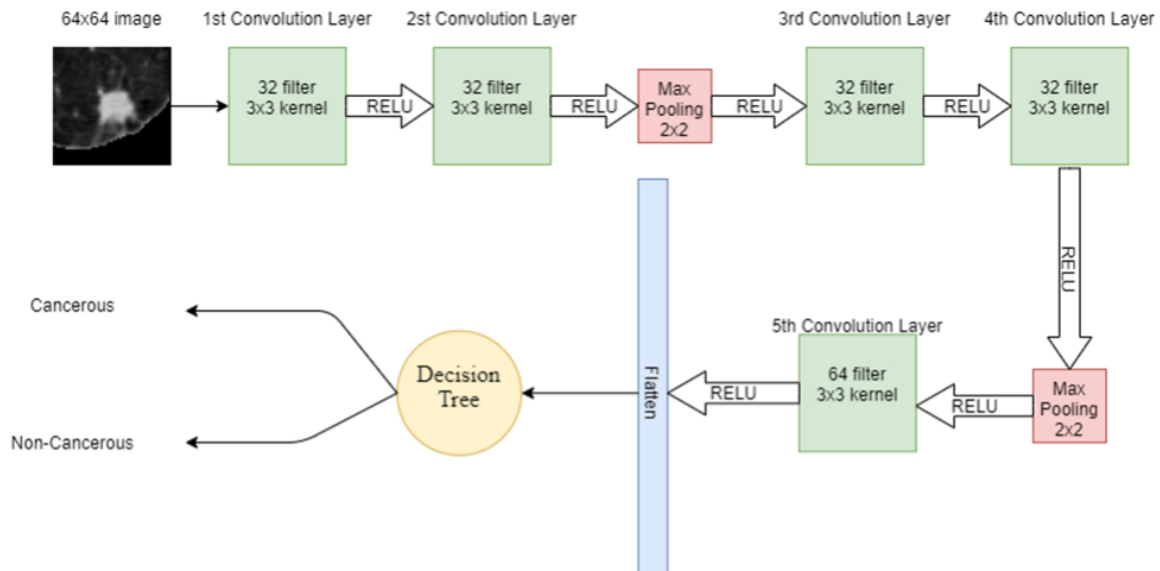 64x64 image
1st Convolution Layer
2st Convolution Layer
3rd Convolution Layer
4th Convolution Layer
32 filter
3x3 kernel
RELU
32 filter
3x3 kernel
RELU
Max
Pooling
2x2
RELU
32 filter
3x3 kernel
RELU
32 filter
3x3 kernel
RELU
Max
Pooling
2x2
RELU
5th Convolution Layer
64 filter
3x3 kernel
RELU
Flatten
Decision
Tree
Cancerous
Non-Cancerous